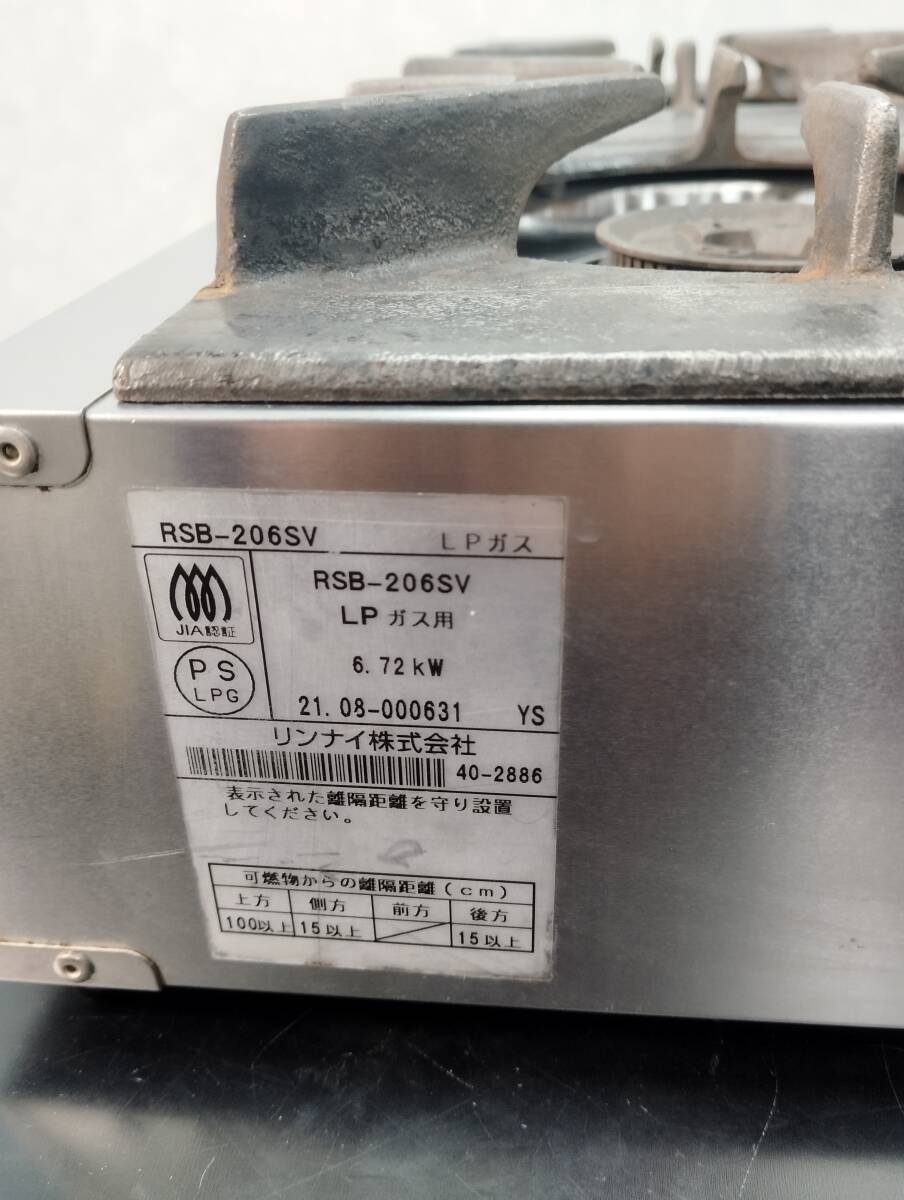 RSB-206SV LPガス
RSB-206SV
LPガス用
6.72kW
21.08-000631 YS
JIA認証
PS
LPG
リンナイ株式会社
40-2886
表示された離隔距離を守り設置
してください。
可燃物からの離隔距離(cm)
上方 側方 前方 後方
100以上 15以上 15以上